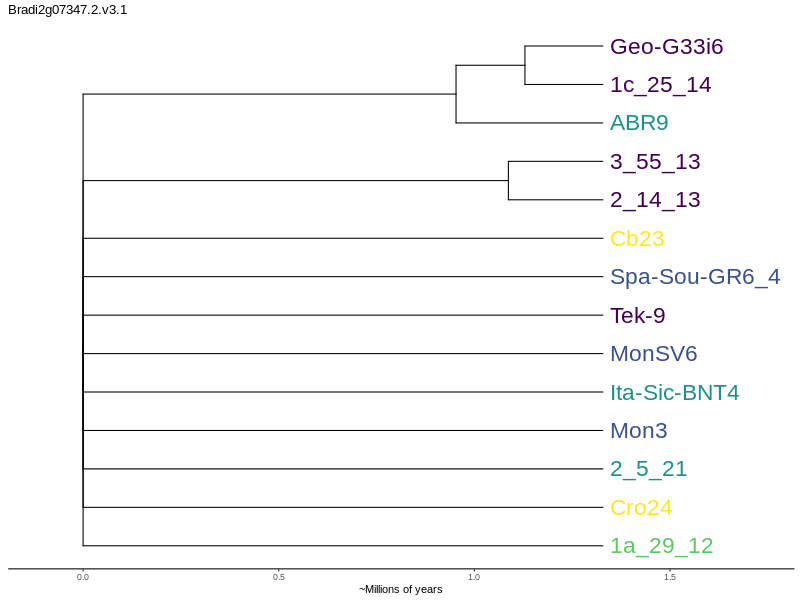 Bradi2g07347.2.v3.1
Geo-G33i6
1c_25_14
ABR9
3_55_13
2_14_13
Cb23
Spa-Sou-GR6_4
Tek-9
MonSV6
Ita-Sic-BNT4
Mon3
2_5_21
Cro24
1a_29_12
0.0 0.5 1.0 1.5
~Millions of years